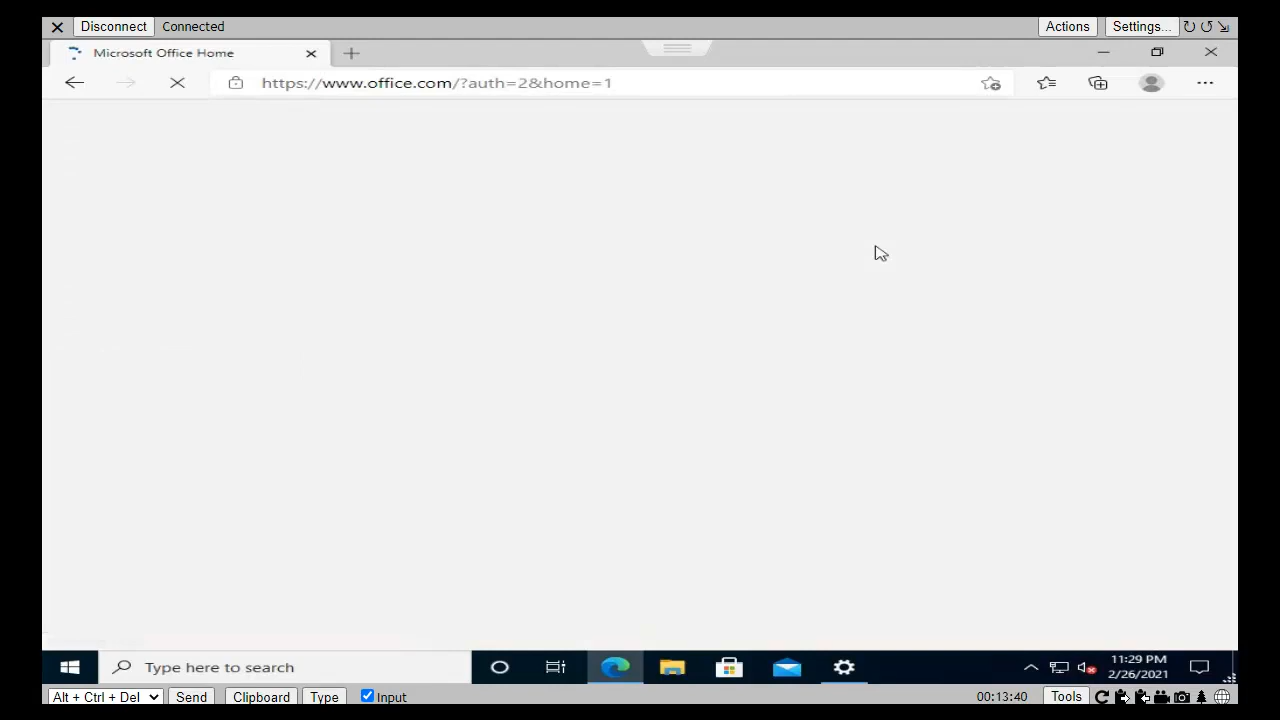 Disconnect Connected Actions Settings...
Microsoft Office Home
https://www.office.com/?auth=2&home=1
Type here to search
11:29 PM
2/26/2021
Alt + Ctrl + Del Send Clipboard Type Input 00:13:40 Tools